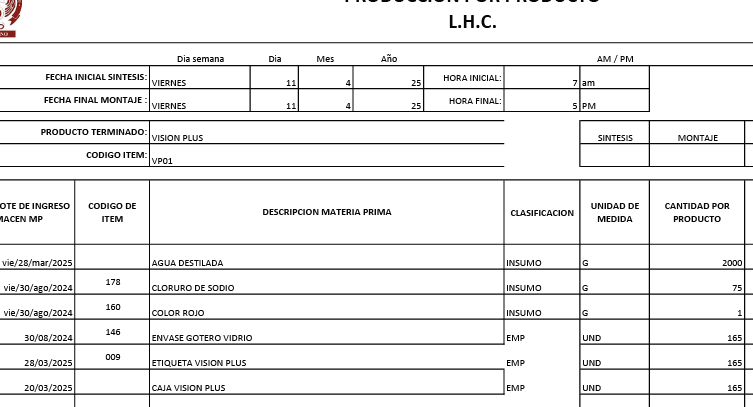 L.H.C.
Dia semana Dia Mes Año AM / PM
FECHA INICIAL SINTESIS: VIERNES 11 4 25 HORA INICIAL: 7 am
FECHA FINAL MONTAJE : VIERNES 11 4 25 HORA FINAL: 5 PM
PRODUCTO TERMINADO: VISION PLUS SINTESIS MONTAJE
CODIGO ITEM: VP01
OTE DE INGRESO CODIGO DE DESCRIPCION MATERIA PRIMA CLASIFICACION UNIDAD DE CANTIDAD POR
MACEN MP ITEM MEDIDA PRODUCTO
vie/28/mar/2025 AGUA DESTILADA INSUMO G 2000
vie/30/ago/2024 178 CLORURO DE SODIO INSUMO G 75
vie/30/ago/2024 160 COLOR ROJO INSUMO G 1
30/08/2024 146 ENVASE GOTERO VIDRIO EMP UND 165
28/03/2025 009 ETIQUETA VISION PLUS EMP UND 165
20/03/2025 CAJA VISION PLUS EMP UND 165